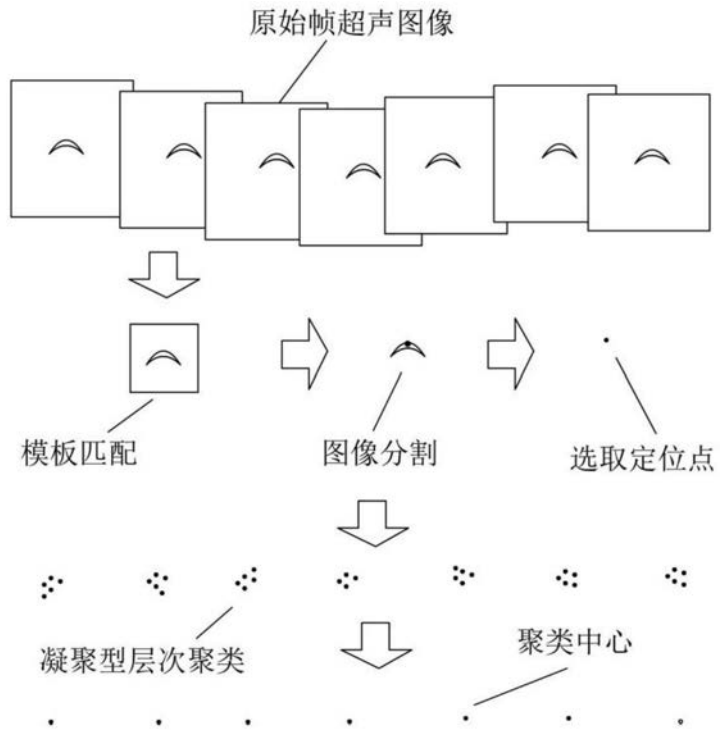 原始帧超声图像
模板匹配
图像分割
选取定位点
凝聚型层次聚类
聚类中心